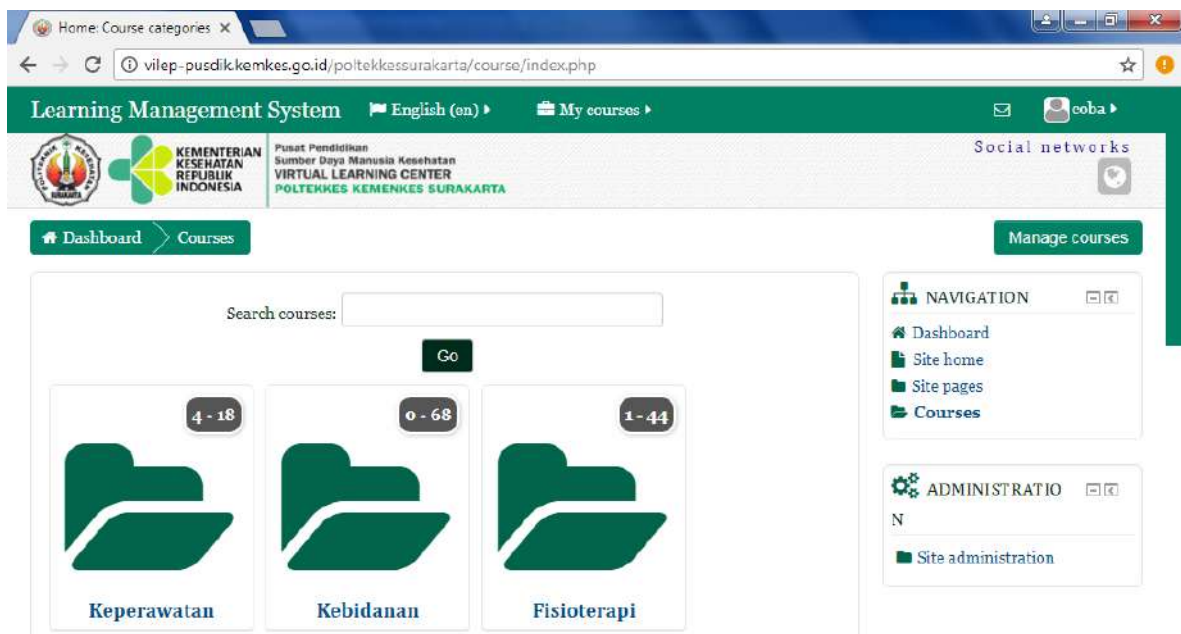 Home: Course categories
vilep-pusdik.kemkes.go.id/poltekkessurakarta/course/index.php
Learning Management System English (en) My courses coba
KEMENTERIAN
KESEHATAN
REPUBLIK
INDONESIA
Pusat Pendidikan
Sumber Daya Manusia Kesehatan
VIRTUAL LEARNING CENTER
POLTEKKES KEMENKES SURAKARTA
Social networks
Dashboard Courses
Manage courses
Search courses:
Go
4 - 18
0 - 68
1 - 44
Keperawatan
Kebidanan
Fisioterapi
NAVIGATION
Dashboard
Site home
Site pages
Courses
ADMINISTRATIO
N
Site administration